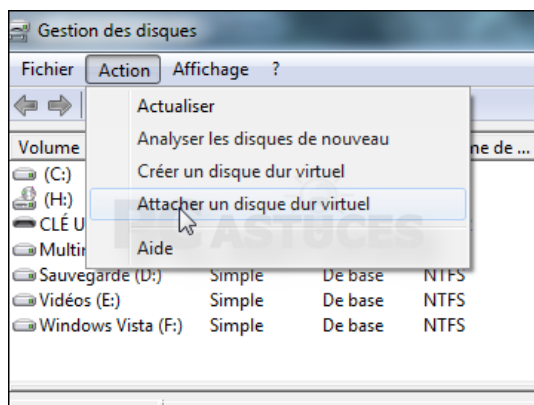 Gestion des disques
Fichier Action Affichage ?
Actualiser
Analyser les disques de nouveau
Créer un disque dur virtuel
Attacher un disque dur virtuel
Aide
Volume ne de ...
(C:)
(H:)
CLÉ U
Multi
Sauvegarde (D:) Simple De base NTFS
Vidéos (E:) Simple De base NTFS
Windows Vista (F:) Simple De base NTFS
ASTUCES